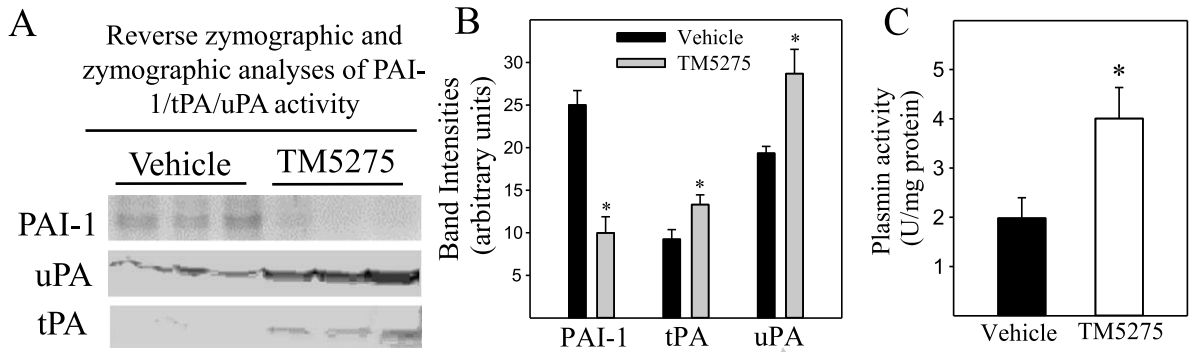 A
Reverse zymographic and
zymographic analyses of PAI-
1/tPA/uPA activity
Vehicle TM5275
PAI-1
uPA
tPA
B
Band Intensities
(arbitrary units)
30
25
20
15
10
5
Vehicle
TM5275
*
*
*
PAI-1 tPA uPA
C
Plasmin activity
(U/mg protein)
5
4
3
2
1
*
Vehicle TM5275